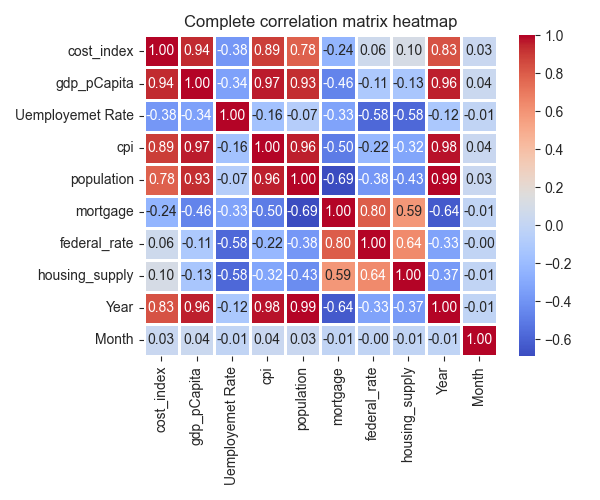 Complete correlation matrix heatmap
cost_index 1.00 0.94 -0.38 0.89 0.78 -0.24 0.06 0.10 0.83 0.03
gdp_pCapita 0.94 1.00 -0.34 0.97 0.93 -0.46 -0.11 -0.13 0.96 0.04
Uemployemet Rate -0.38 -0.34 1.00 -0.16 -0.07 -0.33 -0.58 -0.58 -0.12 -0.01
cpi 0.89 0.97 -0.16 1.00 0.96 -0.50 -0.22 -0.32 0.98 0.04
population 0.78 0.93 -0.07 0.96 1.00 -0.69 -0.38 -0.43 0.99 0.03
mortgage -0.24 -0.46 -0.33 -0.50 -0.69 1.00 0.80 0.59 -0.64 -0.01
federal_rate 0.06 -0.11 -0.58 -0.22 -0.38 0.80 1.00 0.64 -0.33 -0.00
housing_supply 0.10 -0.13 -0.58 -0.32 -0.43 0.59 0.64 1.00 -0.37 -0.01
Year 0.83 0.96 -0.12 0.98 0.99 -0.64 -0.33 -0.37 1.00 -0.01
Month 0.03 0.04 -0.01 0.04 0.03 -0.01 -0.00 -0.01 -0.01 1.00
cost_index
gdp_pCapita
Uemployemet Rate
cpi
population
mortgage
federal_rate
housing_supply
Year
Month
1.0
0.8
0.6
0.4
0.2
0.0
-0.2
-0.4
-0.6